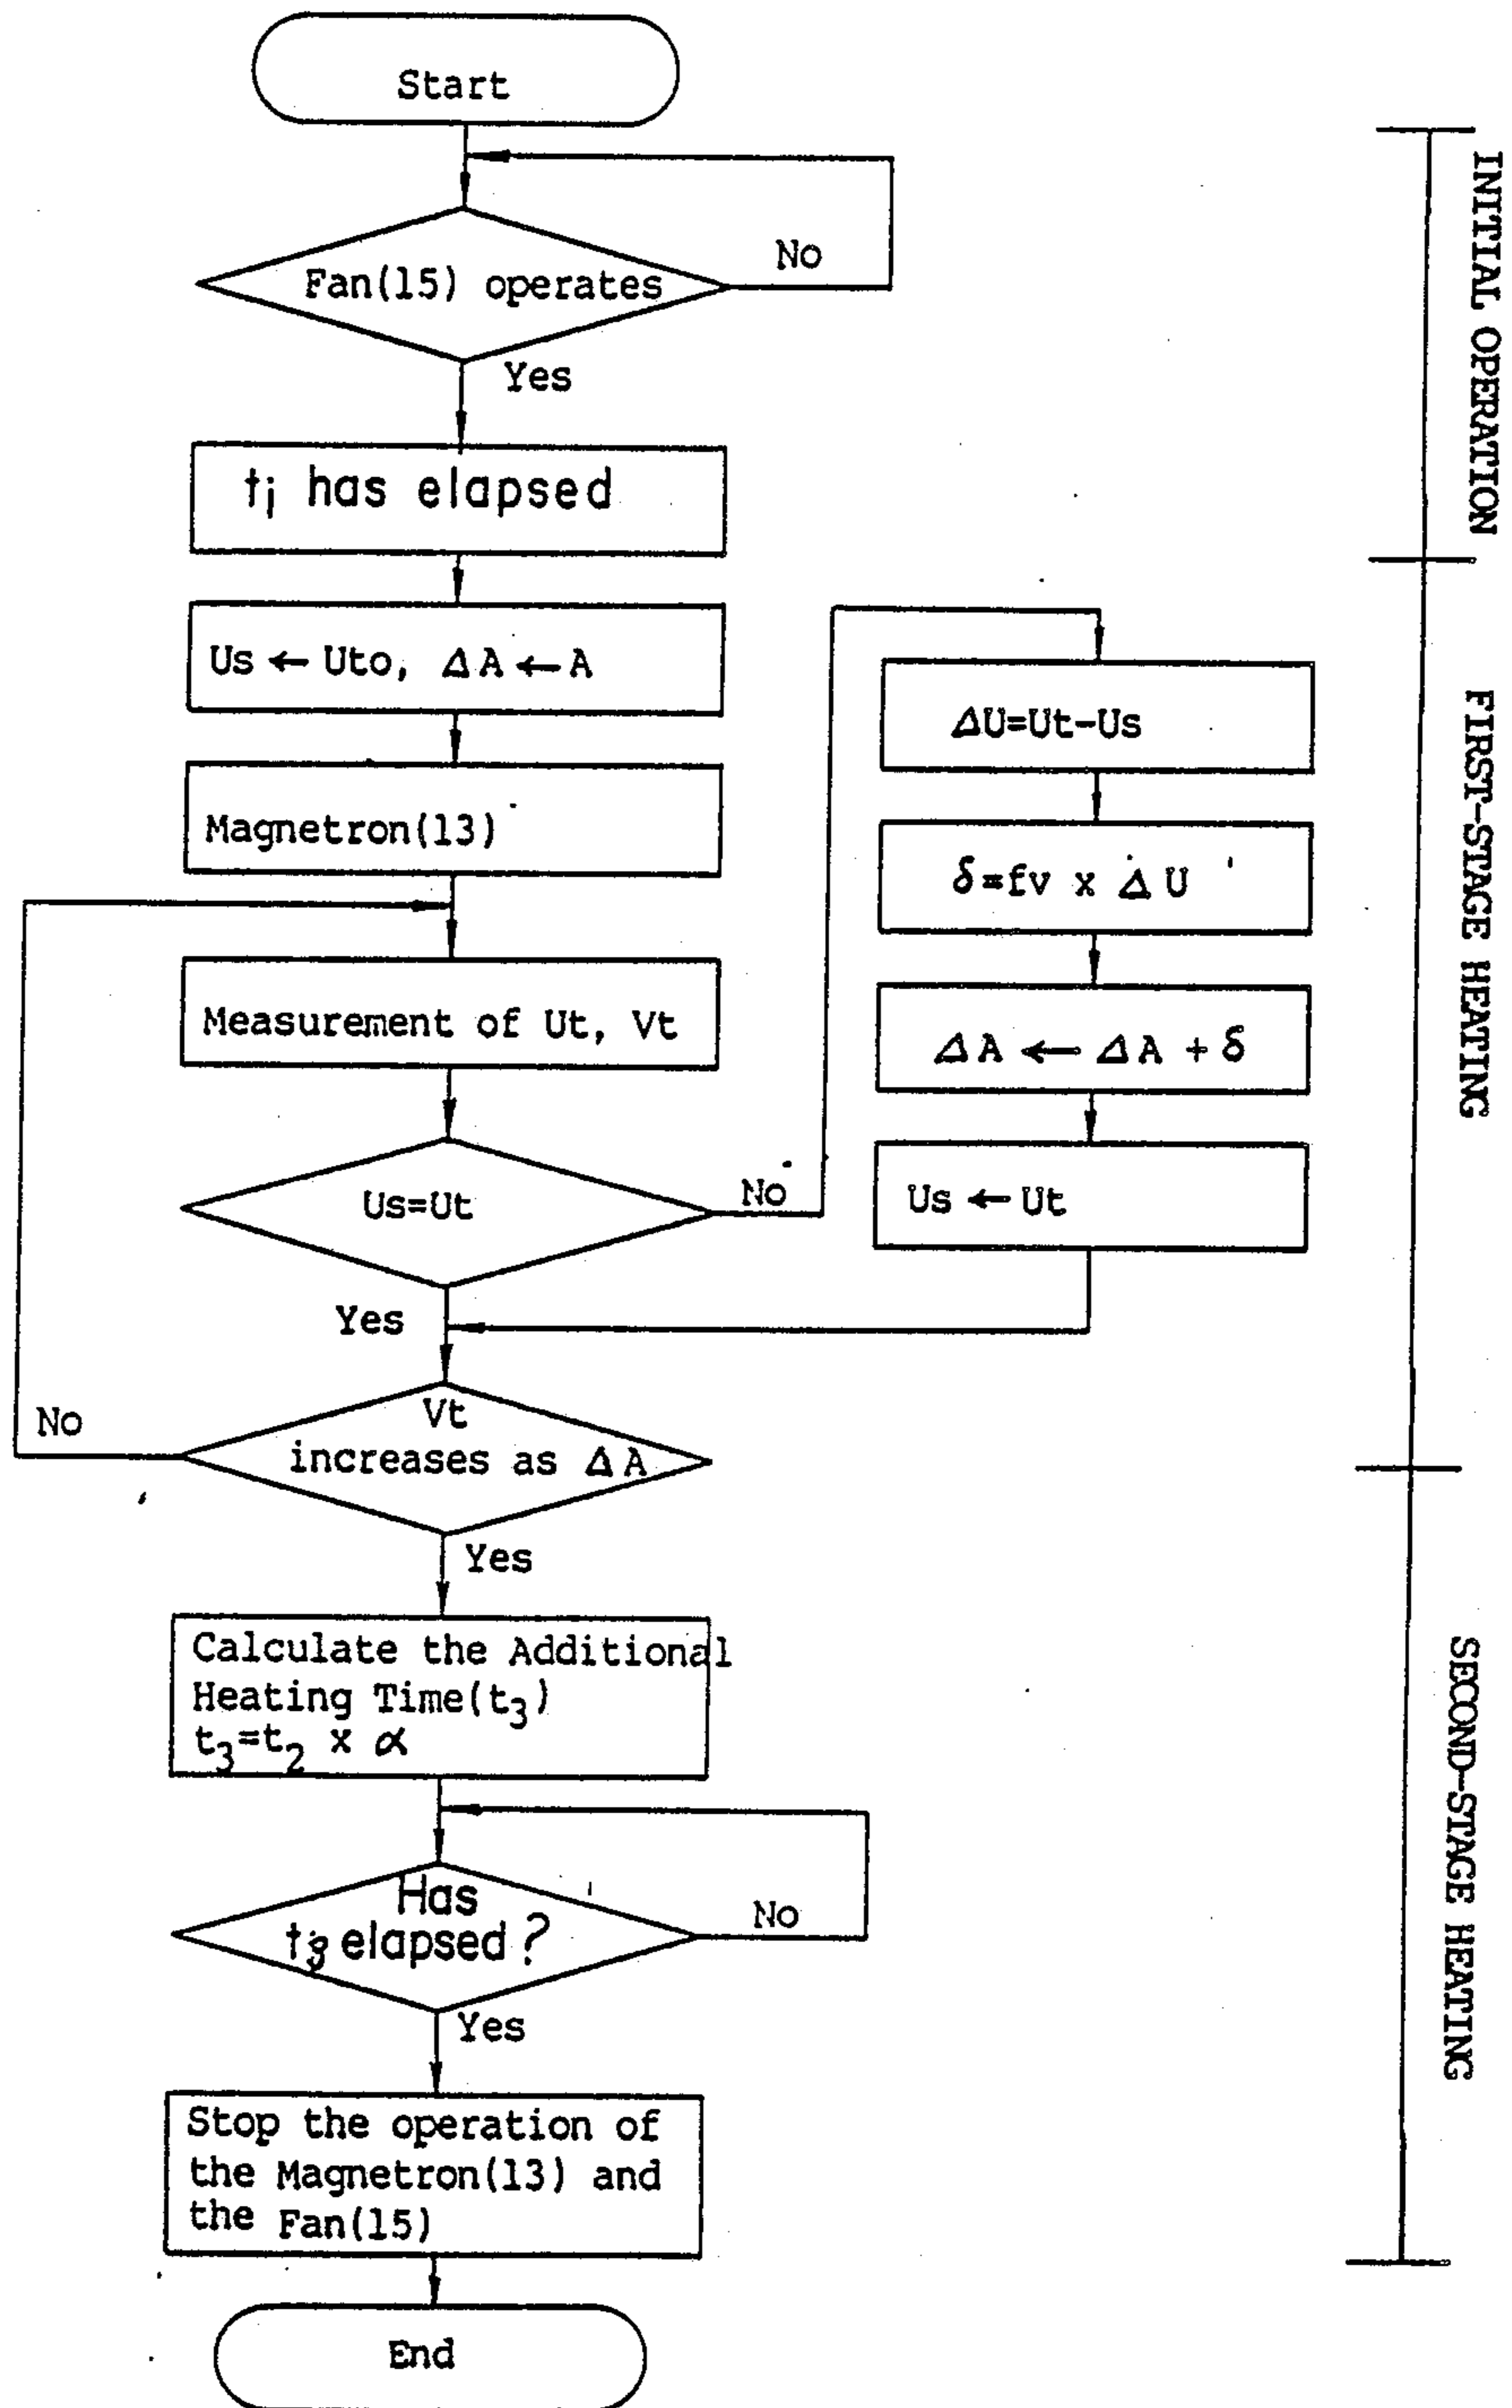 Start
Fan(15) operates
No
Yes
t₁ has elapsed
Us ← Uto, ΔA ← A
Magnetron(13)
Measurement of Ut, Vt
Us=Ut
No
Yes
ΔU=Ut-Us
δ=fv x ΔU
ΔA ← ΔA + δ
Us ← Ut
Vt
increases as ΔA
No
Yes
Calculate the Additional
Heating Time(t₃)
t₃=t₂ x α
Has
t₃ elapsed?
No
Yes
Stop the operation of
the Magnetron(13) and
the Fan(15)
End
INITIAL OPERATION
FIRST-STAGE HEATING
SECOND-STAGE HEATING